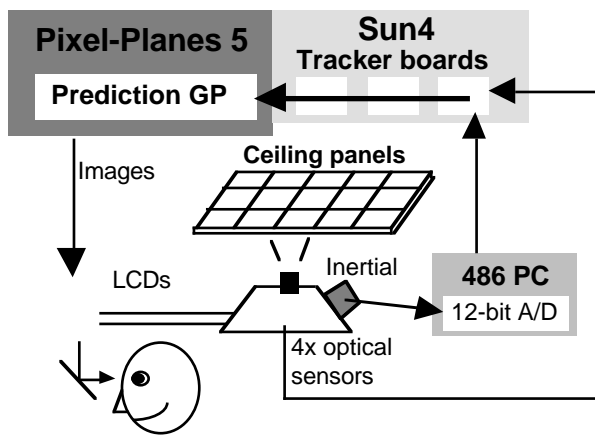 Pixel-Planes 5
Sun4
Tracker boards
Prediction GP
Images
Ceiling panels
LCDs
Inertial
486 PC
12-bit A/D
4x optical
sensors